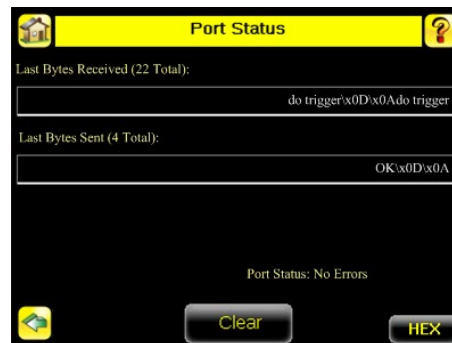 Port Status
?
Last Bytes Received (22 Total):
do trigger\x0D\x0Ado trigger
Last Bytes Sent (4 Total):
OK\x0D\x0A
Port Status: No Errors
Clear
HEX